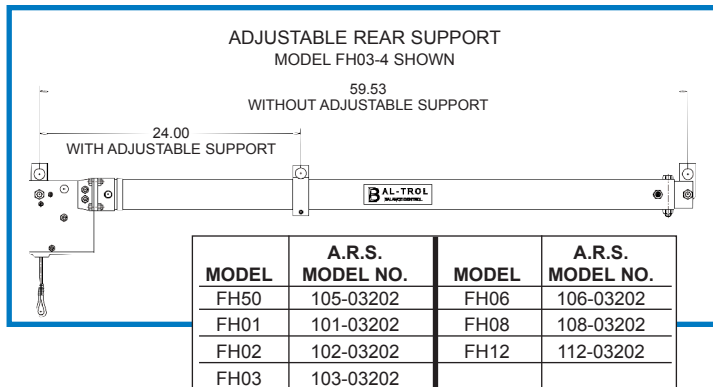 ADJUSTABLE REAR SUPPORT
MODEL FH03-4 SHOWN
59.53
WITHOUT ADJUSTABLE SUPPORT
24.00
WITH ADJUSTABLE SUPPORT
BAL-TROL
BALANCE CONTROL
MODEL A.R.S. MODEL NO. MODEL A.R.S. MODEL NO.
FH50 105-03202 FH06 106-03202
FH01 101-03202 FH08 108-03202
FH02 102-03202 FH12 112-03202
FH03 103-03202